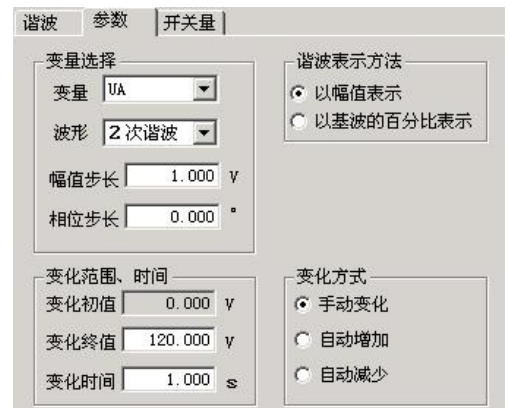 谐波 参数 开关量
变量选择
变量 UA
波形 2次谐波
幅值步长 1.000 V
相位步长 0.000 °
谐波表示方法
以幅值表示
以基波的百分比表示
变化范围、时间
变化初值 0.000 V
变化终值 120.000 V
变化时间 1.000 s
变化方式
手动变化
自动增加
自动减少